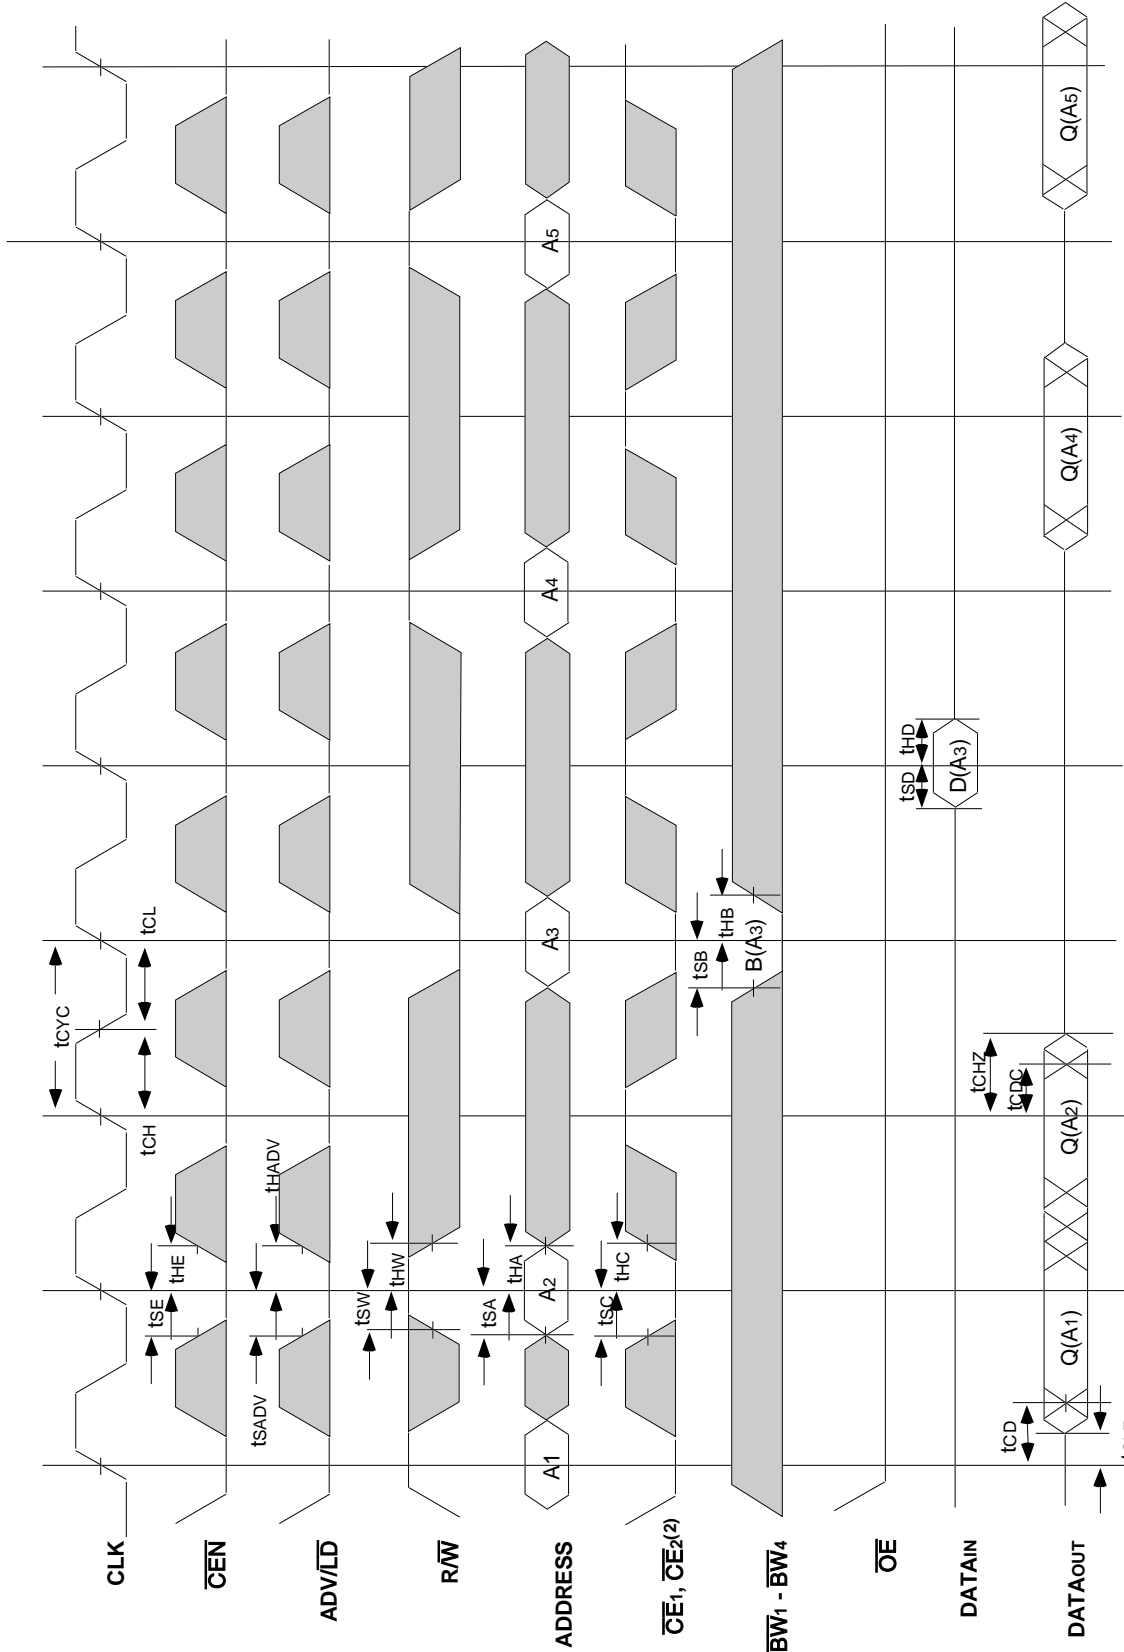 CLK
tCYC
tCH
tCL
CEN
tSE
tHE
ADV/LD
tSADV
tHADV
R/W
tSW
tHW
ADDRESS
A1
A2
A3
A4
A5
tSA
tHA
CE1, CE2(2)
tSC
tHC
BW1 - BW4
tSB
tHB
B(A3)
OE
DATAIN
tSD
tHD
D(A3)
DATAOUT
tCD
Q(A1)
Q(A2)
tCHZ
tCDC
Q(A4)
Q(A5)